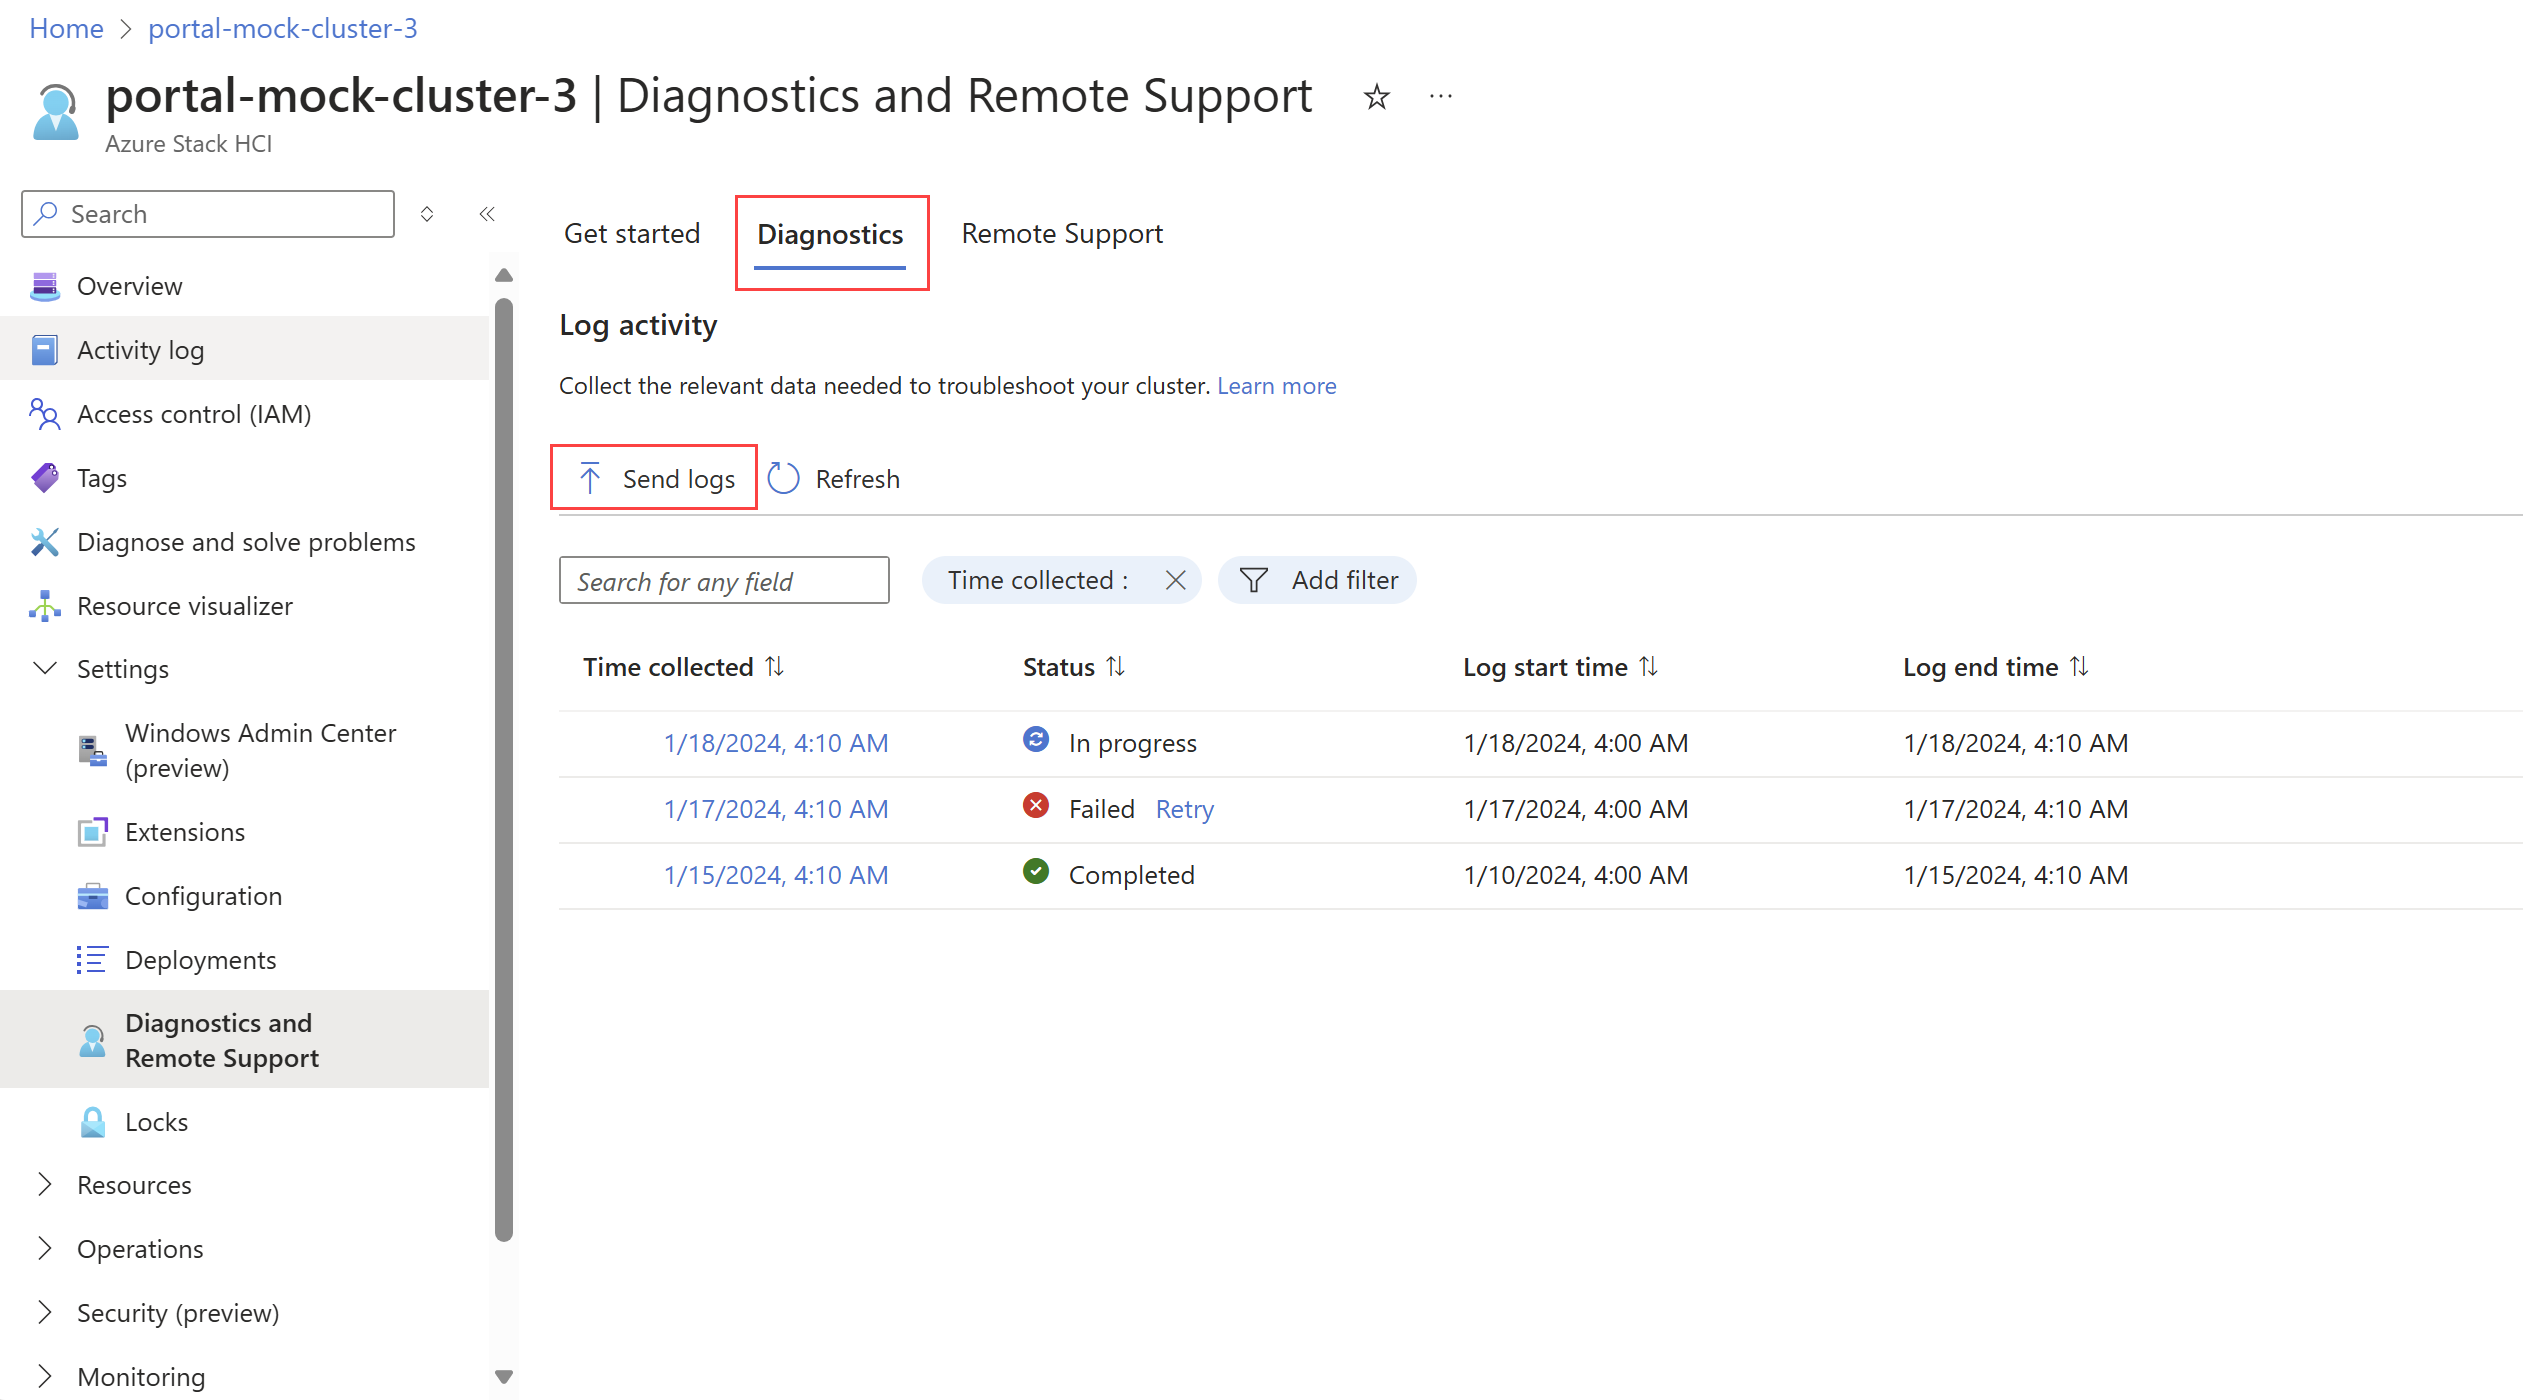 Home > portal-mock-cluster-3
portal-mock-cluster-3 | Diagnostics and Remote Support
Azure Stack HCI
Search
Overview
Activity log
Access control (IAM)
Tags
Diagnose and solve problems
Resource visualizer
Settings
Windows Admin Center
(preview)
Extensions
Configuration
Deployments
Diagnostics and
Remote Support
Locks
Resources
Operations
Security (preview)
Monitoring
Get started Diagnostics Remote Support
Log activity
Collect the relevant data needed to troubleshoot your cluster. Learn more
Send logs Refresh
Search for any field Time collected : Add filter
Time collected Status Log start time Log end time
1/18/2024, 4:10 AM In progress 1/18/2024, 4:00 AM 1/18/2024, 4:10 AM
1/17/2024, 4:10 AM Failed Retry 1/17/2024, 4:00 AM 1/17/2024, 4:10 AM
1/15/2024, 4:10 AM Completed 1/10/2024, 4:00 AM 1/15/2024, 4:10 AM